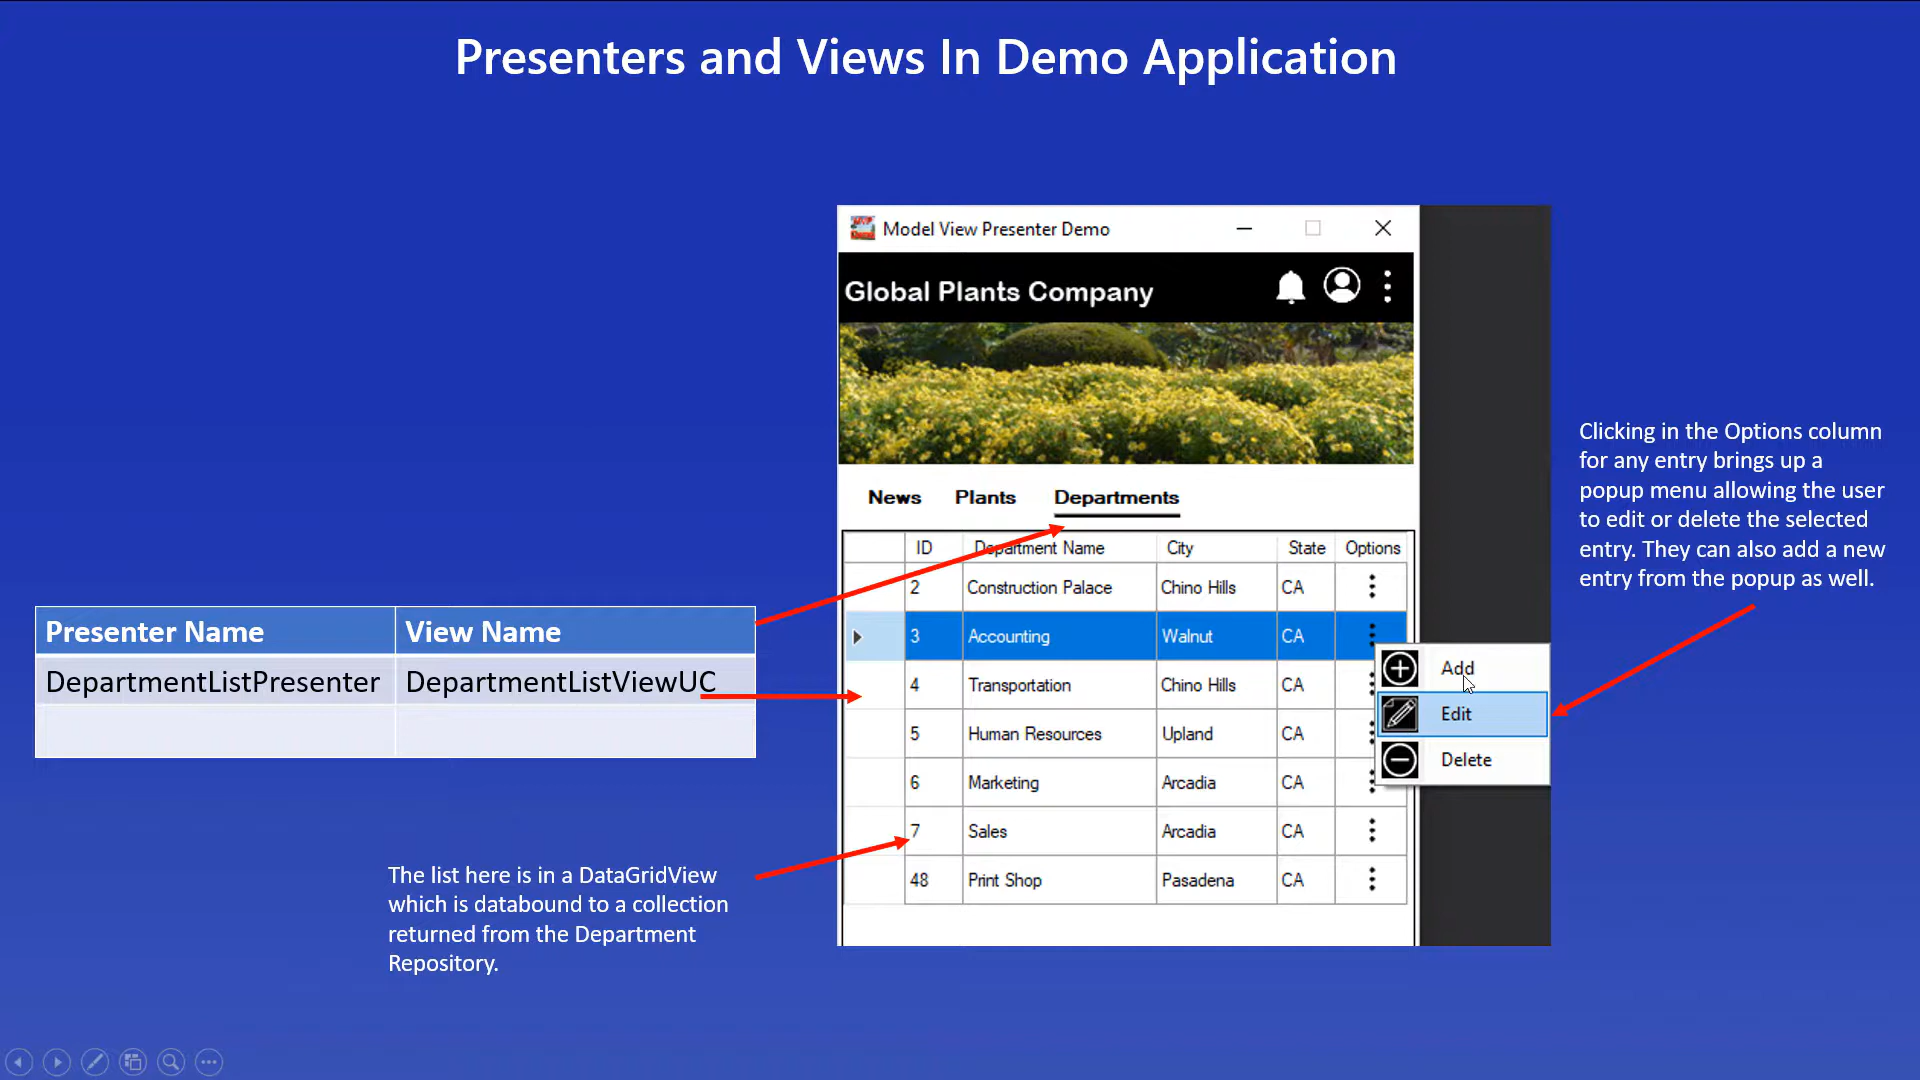 Presenters and Views In Demo Application
Model View Presenter Demo
Global Plants Company
News Plants Departments
ID Department Name City State Options
2 Construction Palace Chino Hills CA
3 Accounting Walnut CA
4 Transportation Chino Hills CA
5 Human Resources Upland CA
6 Marketing Arcadia CA
7 Sales Arcadia CA
48 Print Shop Pasadena CA
Add
Edit
Delete
Clicking in the Options column
for any entry brings up a
popup menu allowing the user
to edit or delete the selected
entry. They can also add a new
entry from the popup as well.
Presenter Name View Name
DepartmentListPresenter DepartmentListViewUC
The list here is in a DataGridView
which is databound to a collection
returned from the Department
Repository.